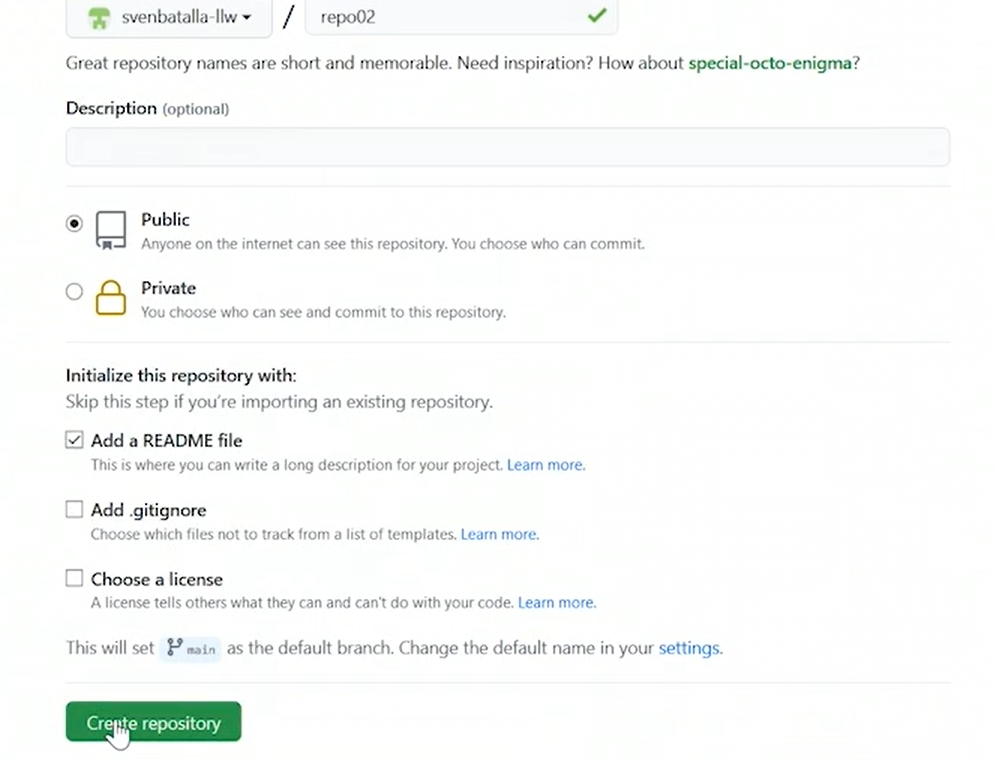 svenbatalla-llw / repo02
Great repository names are short and memorable. Need inspiration? How about special-octo-enigma?
Description (optional)
Public
Anyone on the internet can see this repository. You choose who can commit.
Private
You choose who can see and commit to this repository.
Initialize this repository with:
Skip this step if you're importing an existing repository.
Add a README file
This is where you can write a long description for your project. Learn more.
Add .gitignore
Choose which files not to track from a list of templates. Learn more.
Choose a license
A license tells others what they can and can't do with your code. Learn more.
This will set main as the default branch. Change the default name in your settings.
Create repository